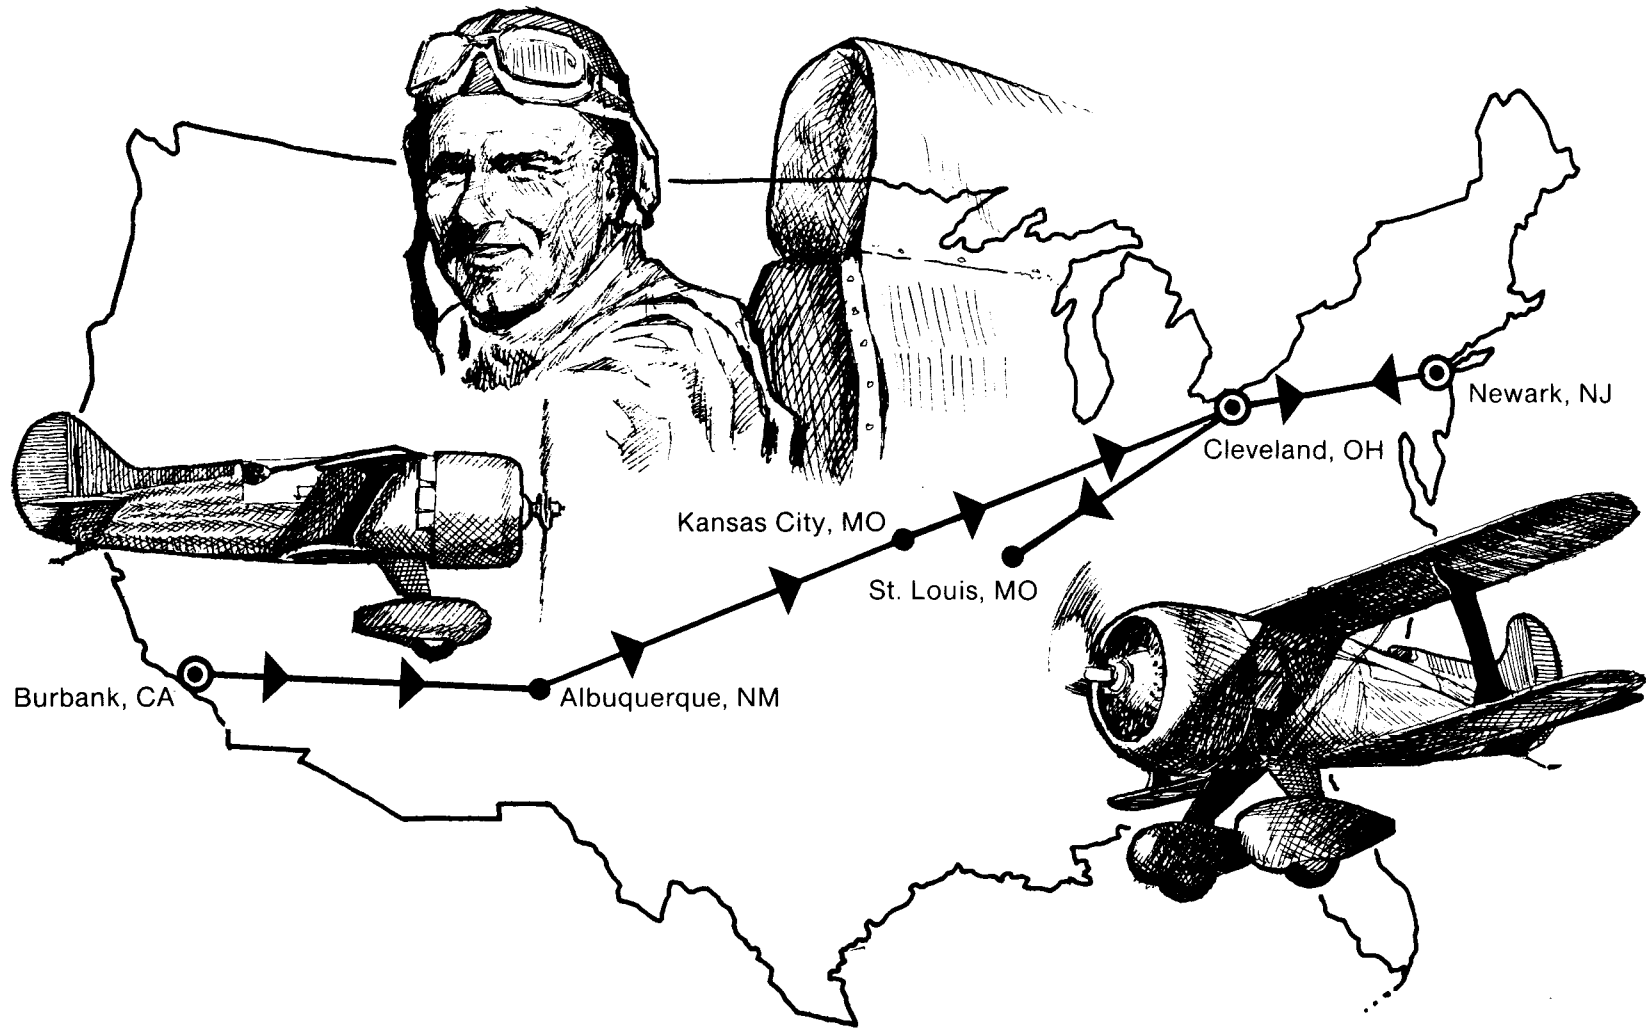 Newark, NJ
Cleveland, OH
Kansas City, MO
St. Louis, MO
Burbank, CA
Albuquerque, NM